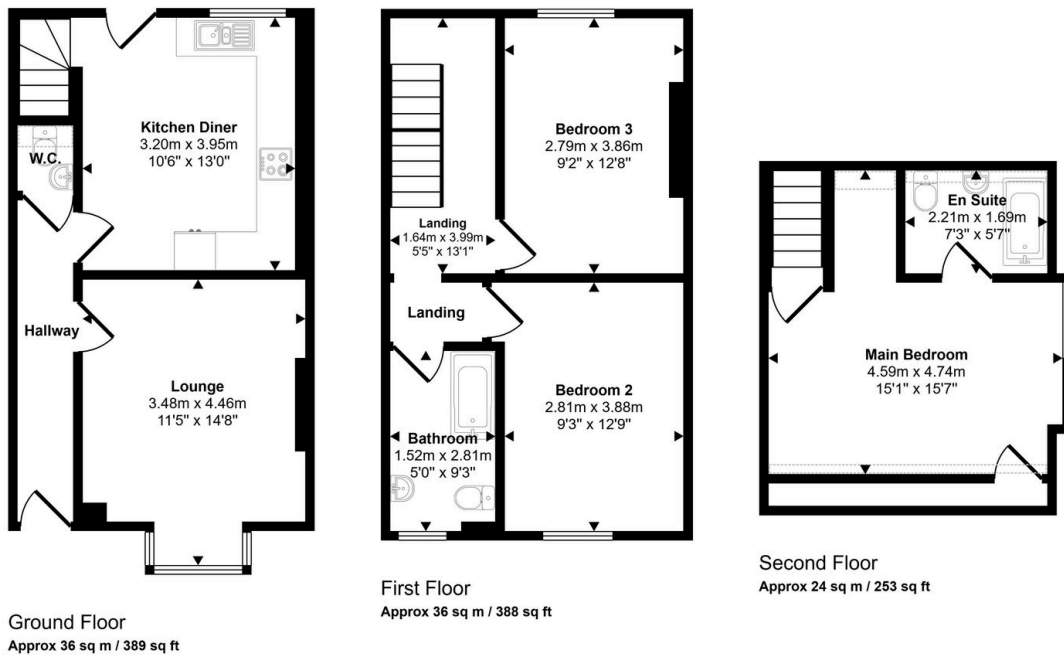 Kitchen Diner
3.20m x 3.95m
10'6" x 13'0"
W.C.
Hallway
Lounge
3.48m x 4.46m
11'5" x 14'8"
Ground Floor
Approx 36 sq m / 389 sq ft
Bedroom 3
2.79m x 3.86m
9'2" x 12'8"
Landing
1.64m x 3.99m
5'5" x 13'1"
Landing
Bedroom 2
2.81m x 3.88m
9'3" x 12'9"
Bathroom
1.52m x 2.81m
5'0" x 9'3"
First Floor
Approx 36 sq m / 388 sq ft
En Suite
2.21m x 1.69m
7'3" x 5'7"
Main Bedroom
4.59m x 4.74m
15'1" x 15'7"
Second Floor
Approx 24 sq m / 253 sq ft